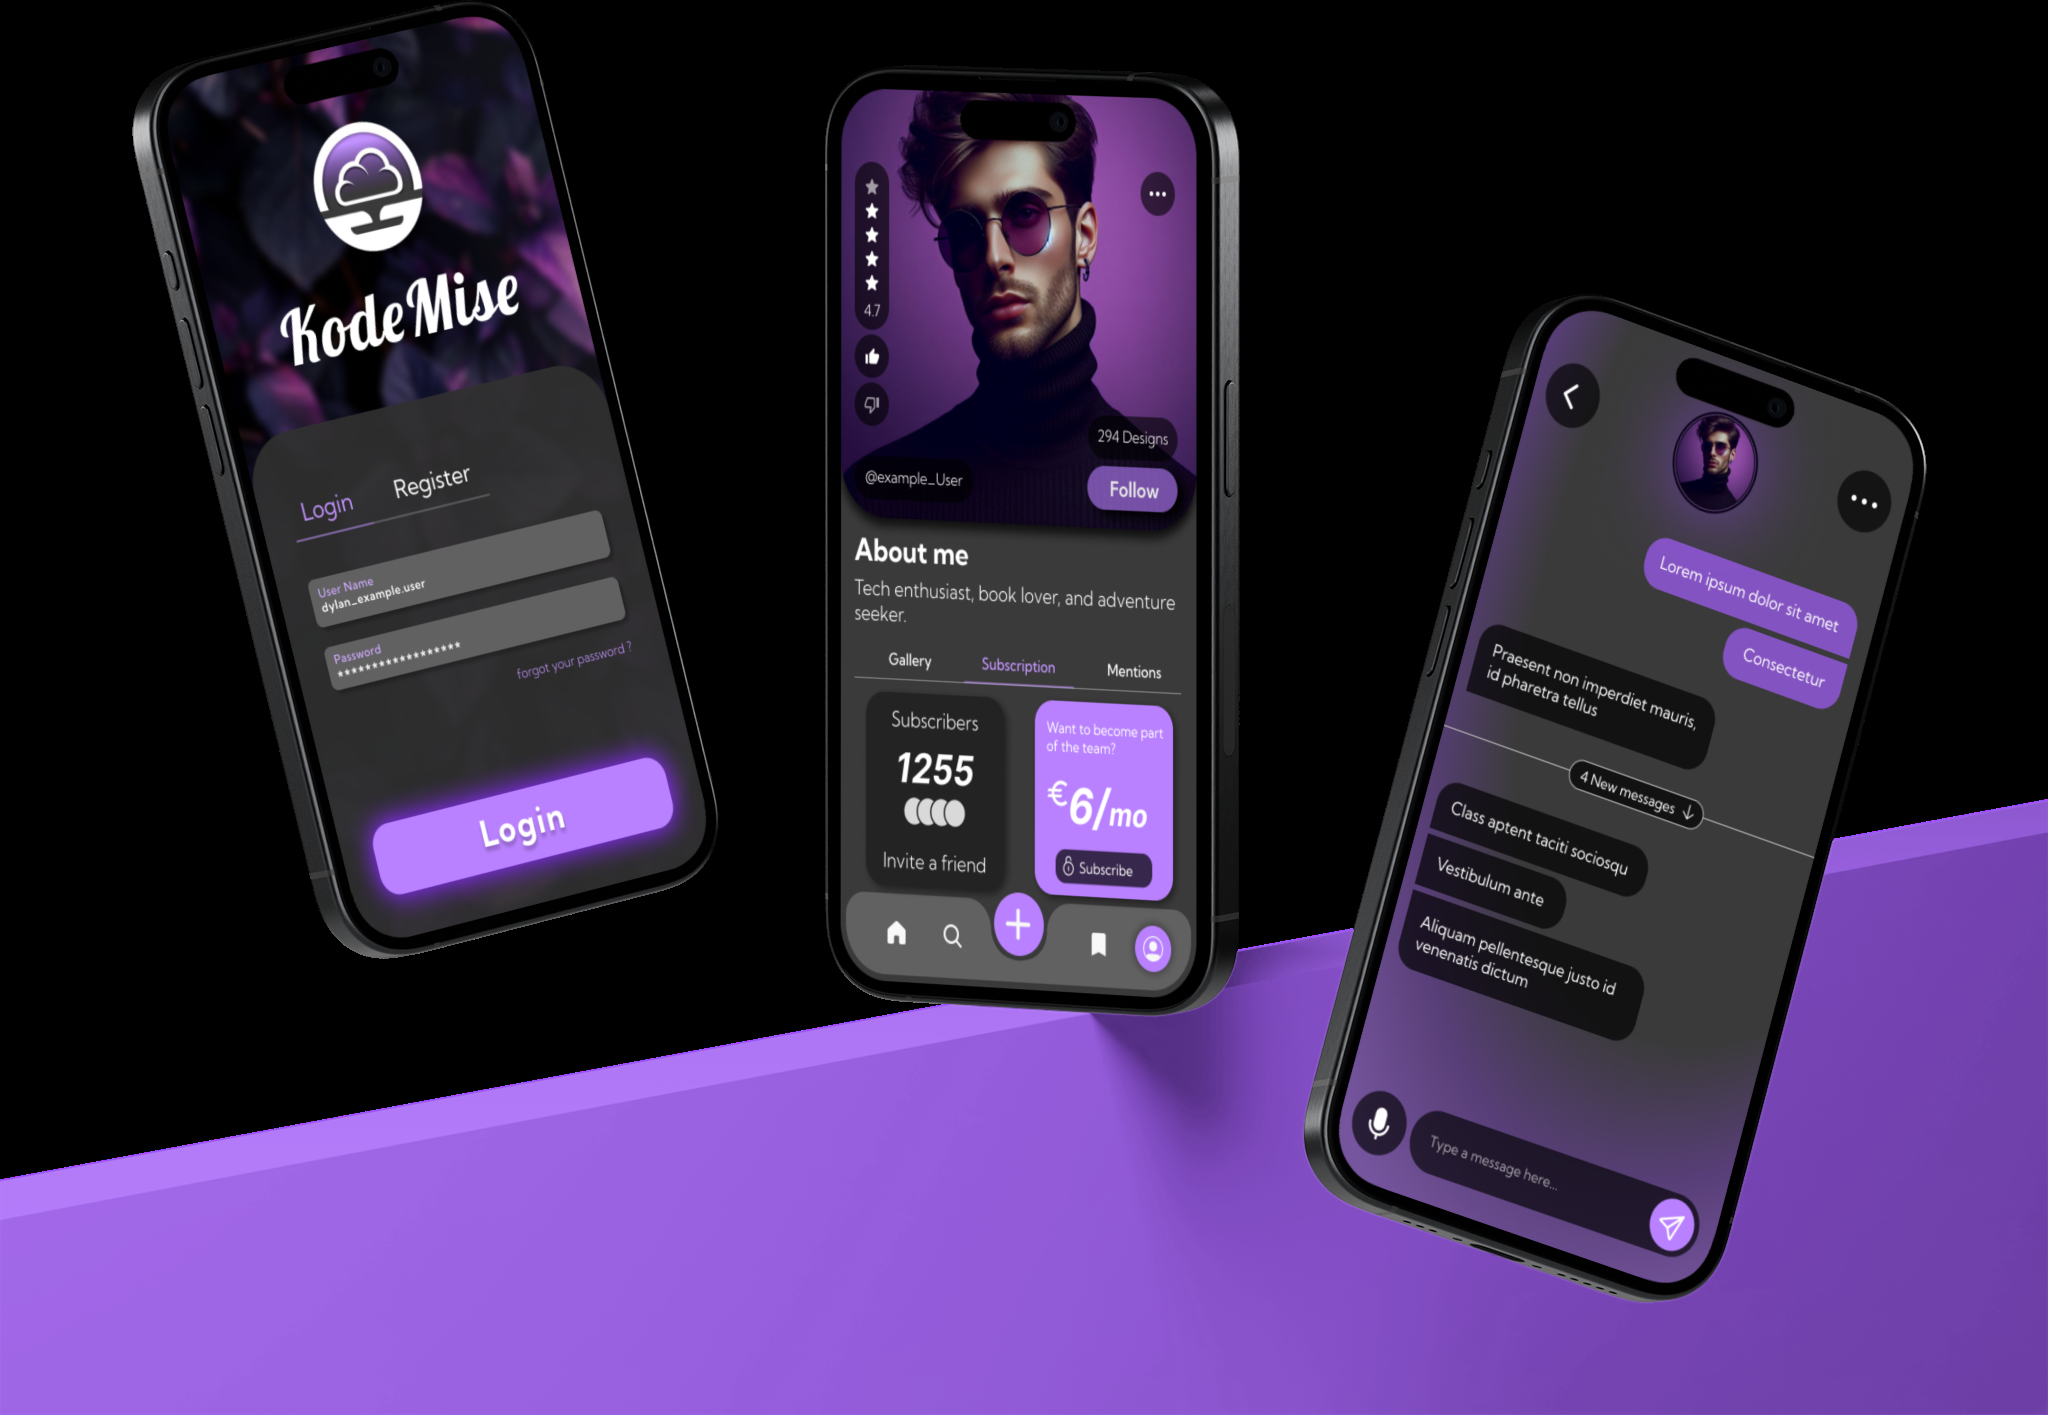 KodeMise
Login
Register
User Name
dylan_example.user
Password
*****************
forgot your password ?
Login
4.7
294 Designs
@example_User
Follow
About me
Tech enthusiast, book lover, and adventure
seeker.
Gallery
Subscription
Mentions
Subscribers
1255
Invite a friend
Want to become part
of the team?
€6/mo
Subscribe
Lorem ipsum dolor sit amet
Consectetur
Praesent non imperdiet mauris,
id pharetra tellus
4 New messages
Class aptent taciti sociosqu
Vestibulum ante
Aliquam pellentesque justo id
venenatis dictum
Type a message here...